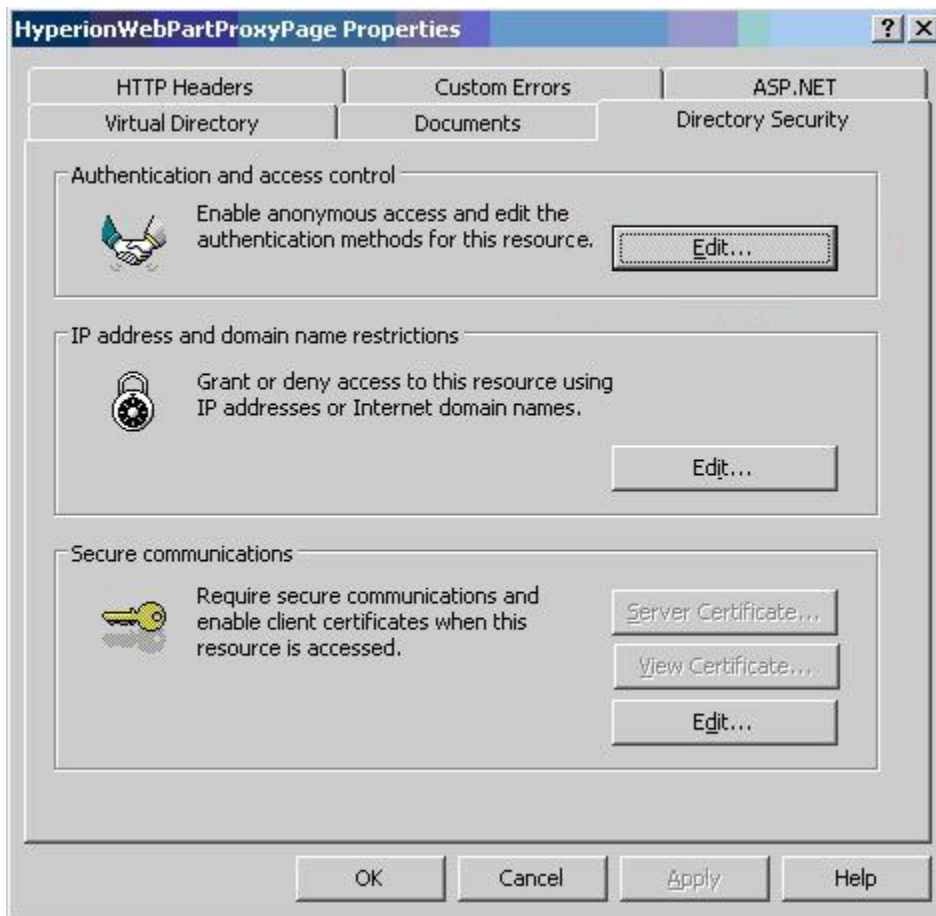 HyperionWebPartProxyPage Properties
HTTP Headers
Custom Errors
ASP.NET
Virtual Directory
Documents
Directory Security
Authentication and access control
Enable anonymous access and edit the
authentication methods for this resource.
Edit...
IP address and domain name restrictions
Grant or deny access to this resource using
IP addresses or Internet domain names.
Edit...
Secure communications
Require secure communications and
enable client certificates when this
resource is accessed.
Server Certificate...
View Certificate...
Edit...
OK
Cancel
Apply
Help